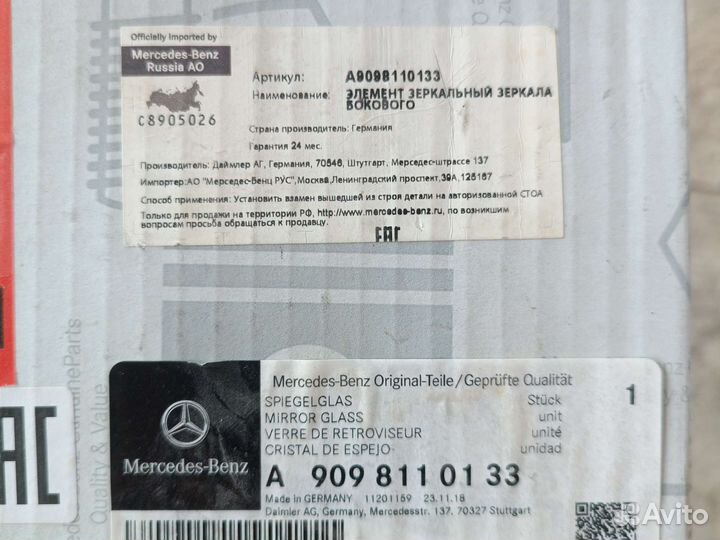 Officially Imported by
Mercedes-Benz
Russia AO
C8905026
Артикул: A9098110133
Наименование: ЭЛЕМЕНТ ЗЕРКАЛЬНЫЙ ЗЕРКАЛА
БОКОВОГО
Страна производитель: Германия
Гарантия 24 мес.
Производитель: Даймлер АГ, Германия, 70546, Штутгарт, Мерседес-штрассе 137
Импортер:АО "Мерседес-Бенц РУС",Москва,Ленинградский проспект,39А,125167
Способ применения: Установить взамен вышедшей из строя детали на авторизованной СТОА
Только для продажи на территории РФ, http://www.mercedes-benz.ru, по возникшим
вопросам просьба обращаться к продавцу.
EAC
GenuineParts
Quality & Value
EAC
Mercedes-Benz
Mercedes-Benz Original-Teile/Geprüfte Qualität
SPIEGELGLAS Stück 1
MIRROR GLASS unit
VERRE DE RETROVISEUR unité
CRISTAL DE ESPEJO unidad
A 909 811 01 33
Made in GERMANY 11201159 23.11.18
Daimler AG, Germany, Mercedesstr. 137, 70327 Stuttgart
Avito